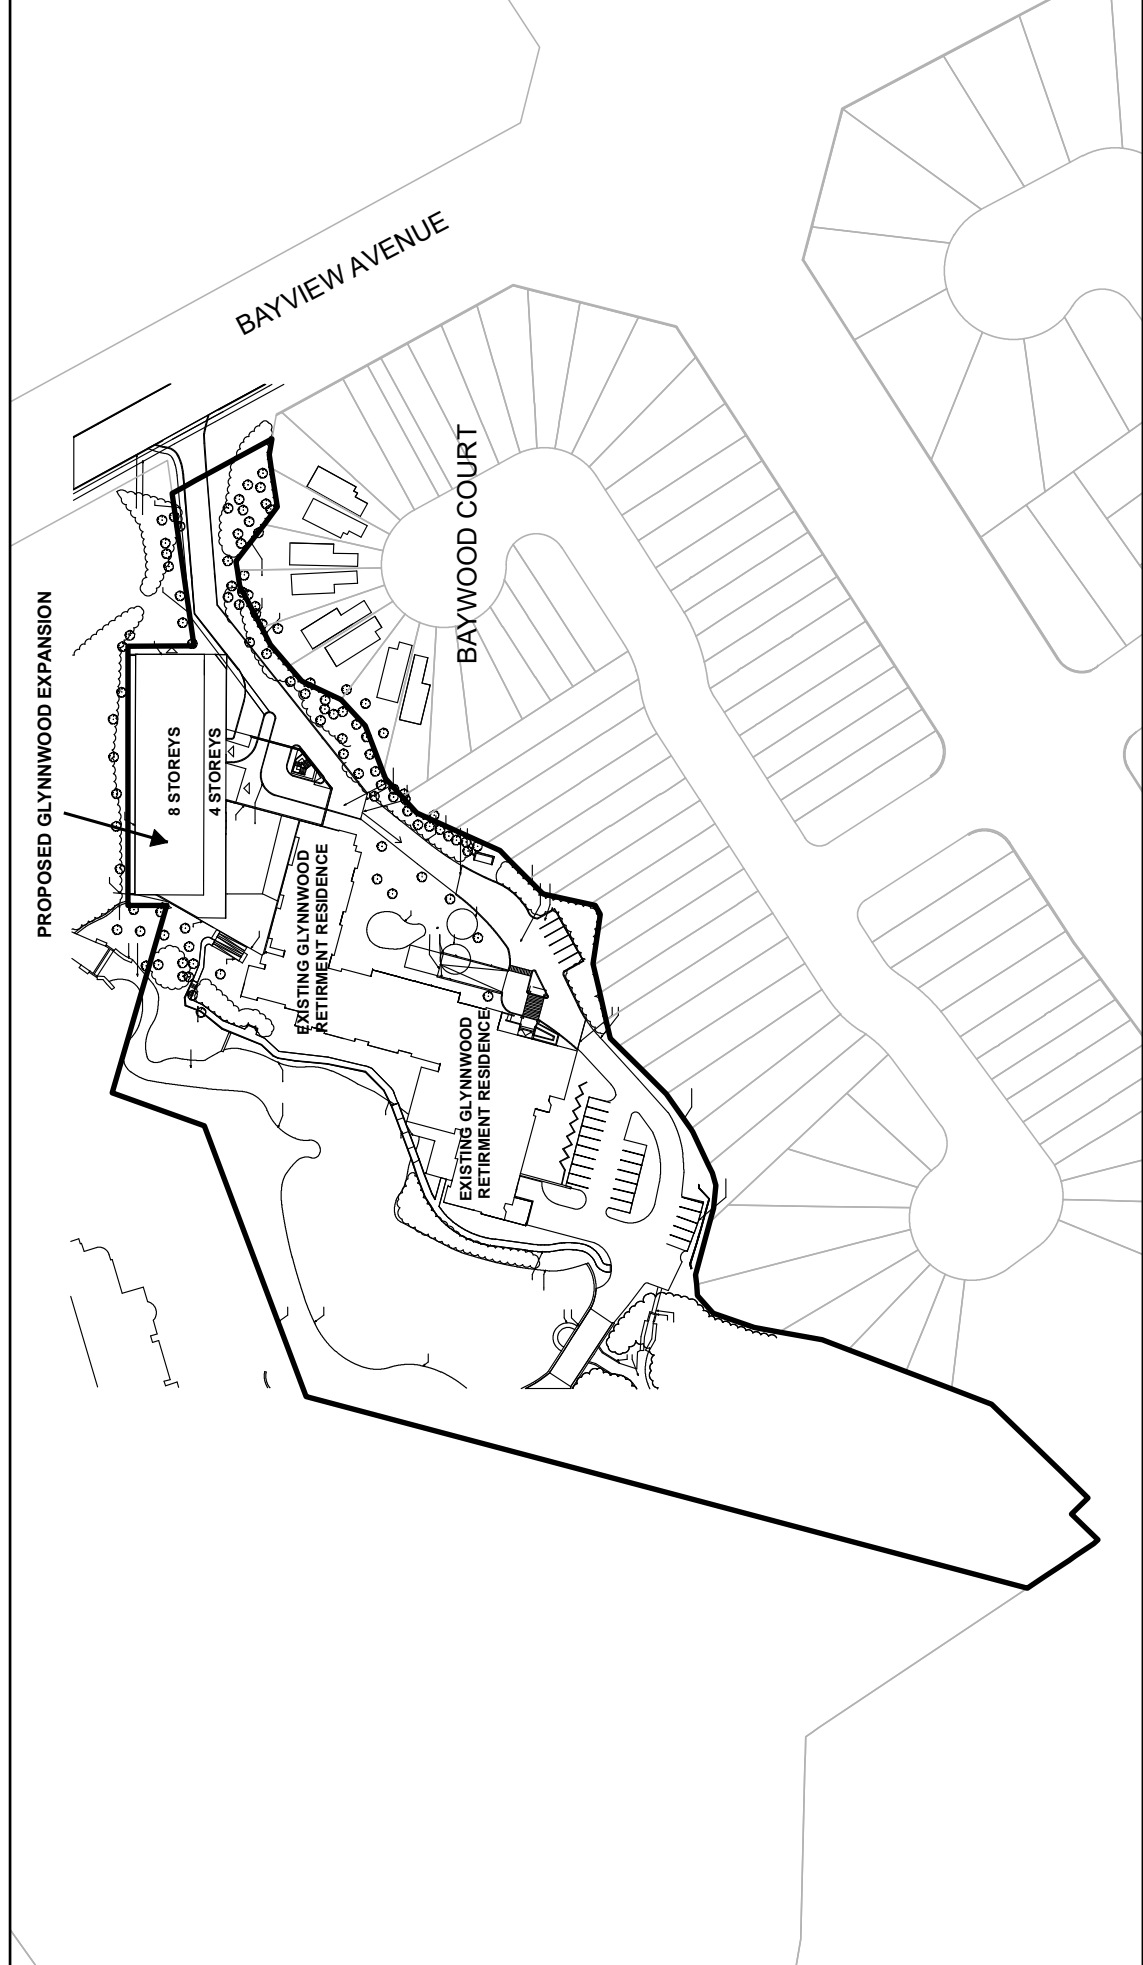 BAYVIEW AVENUE
BAYWOOD COURT
PROPOSED GLYNNWOOD EXPANSION
8 STOREYS
4 STOREYS
EXISTING GLYNNWOOD
RETIRMENT RESIDENCE
EXISTING GLYNNWOOD
RETIRMENT RESIDENCE